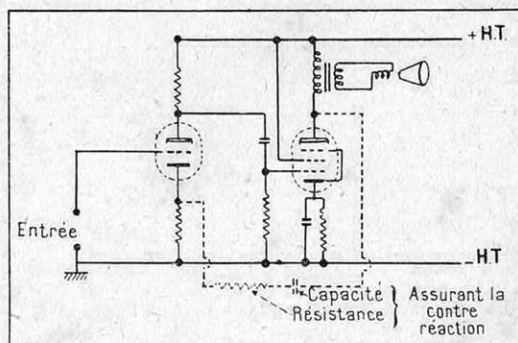 + H.T.
Entrée
- H.T
Capacité
Résistance
Assurant la
contre
réaction